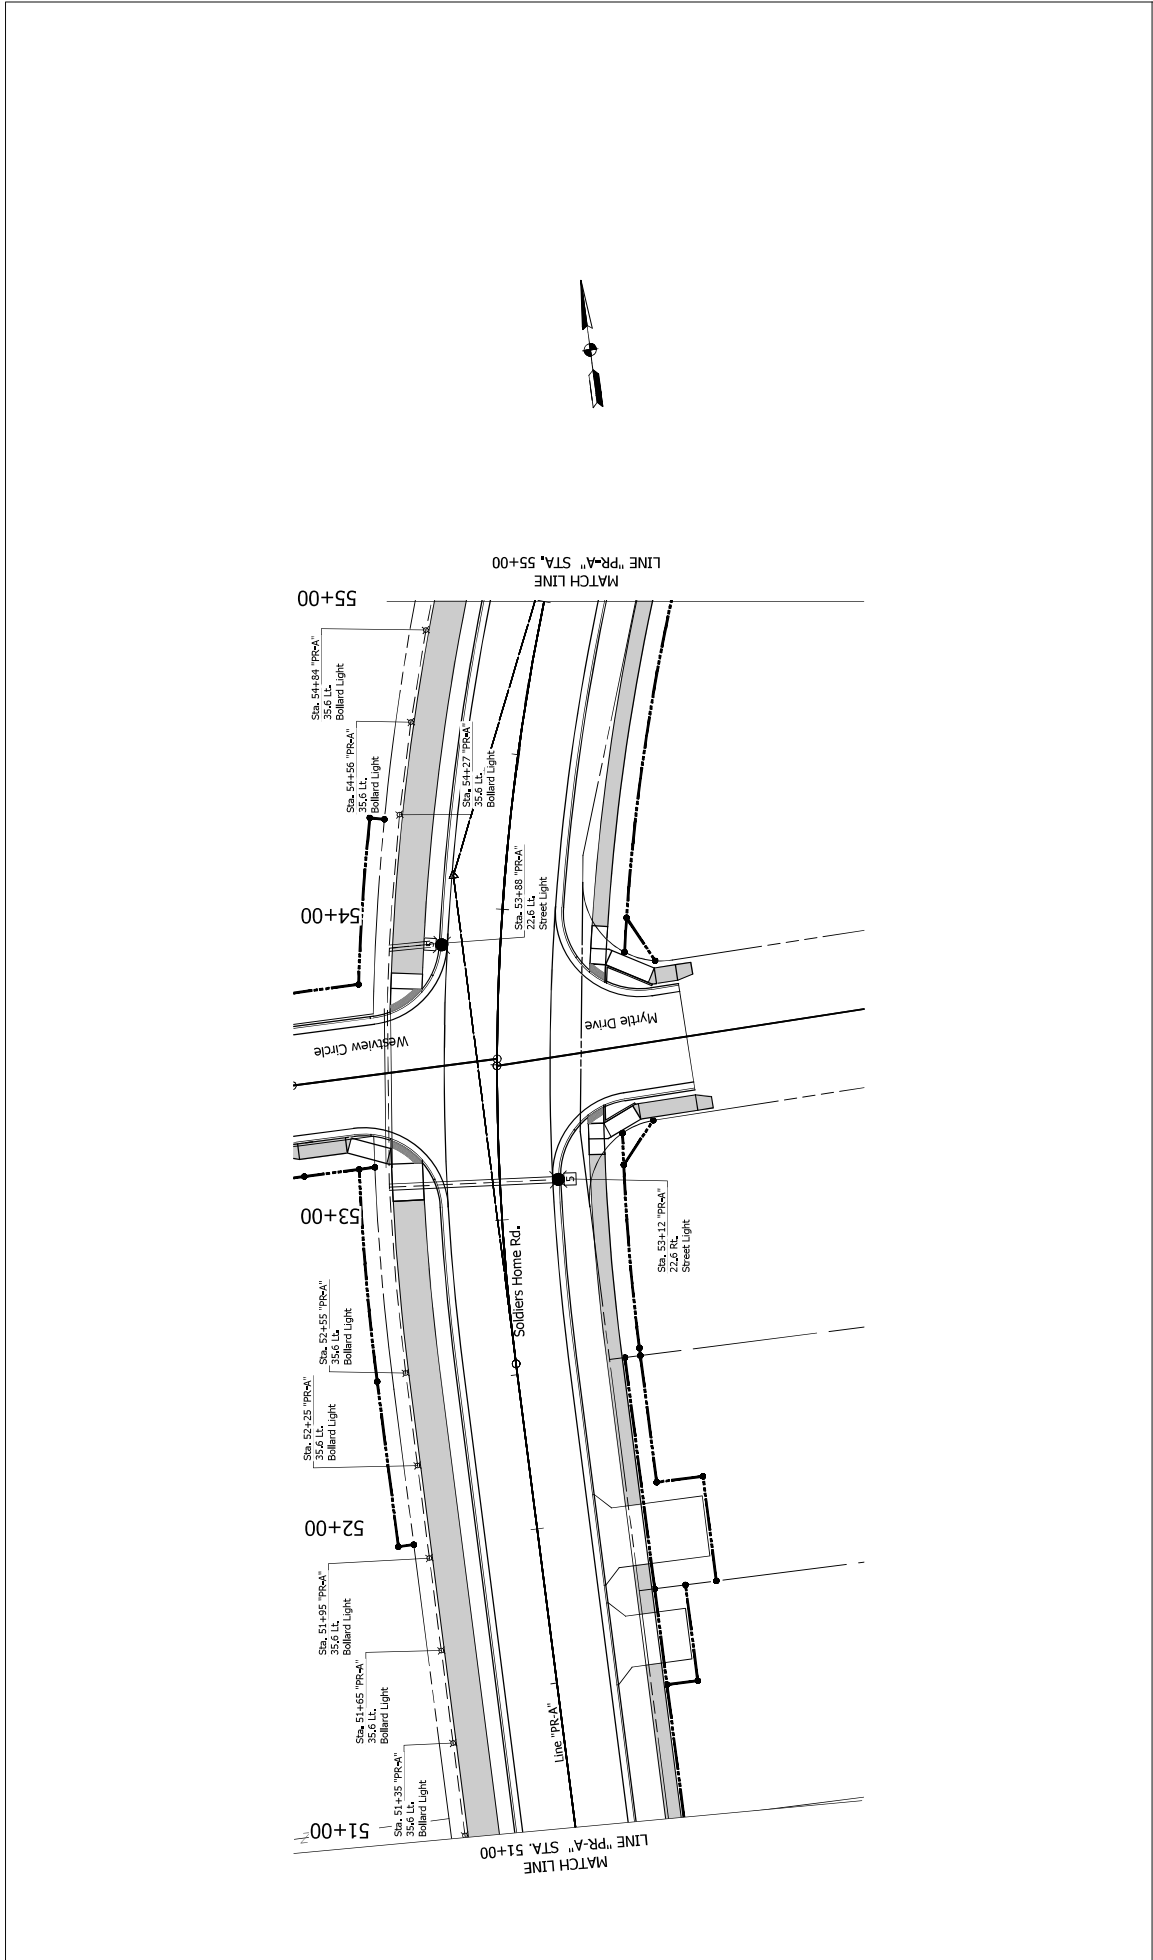 MATCH LINE
LINE "PR-A" STA. 55+00
55+00
Sta. 54+84 "PR-A"
35.6 Lt.
Bollard Light
Sta. 54+56 "PR-A"
35.6 Lt.
Bollard Light
Sta. 54+27 "PR-A"
35.6 Lt.
Bollard Light
Sta. 53+88 "PR-A"
22.6 Lt.
Street Light
54+00
5
Westview Circle
Myrtle Drive
5
53+00
Sta. 53+12 "PR-A"
22.6 Rt.
Street Light
Soldiers Home Rd.
Sta. 52+55 "PR-A"
35.6 Lt.
Bollard Light
Sta. 52+25 "PR-A"
35.6 Lt.
Bollard Light
52+00
Sta. 51+95 "PR-A"
35.6 Lt.
Bollard Light
Sta. 51+65 "PR-A"
35.6 Lt.
Bollard Light
Line "PR-A"
Sta. 51+35 "PR-A"
35.6 Lt.
Bollard Light
51+00
MATCH LINE
LINE "PR-A" STA. 51+00